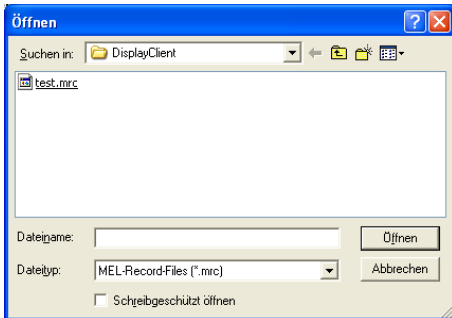 Öffnen
Suchen in: DisplayClient
test.mrc
Dateiname: Öffnen
Dateityp: MEL-Record-Files (*.mrc) Abbrechen
Schreibgeschützt öffnen